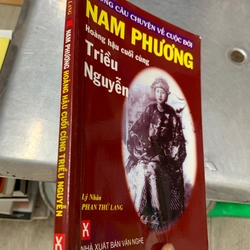 NHỮNG CÂU CHUYỆN VỀ CUỘC ĐỜI
NAM PHƯƠNG
Hoàng hậu cuối cùng
Triều
Nguyễn
Lý Nhân
PHAN THỨ LANG
X
NHÀ XUẤT BẢN VĂN NGHỆ
NAM PHƯƠNG HOÀNG HẬU CUỐI CÙNG TRIỀU NGUYỄN
X